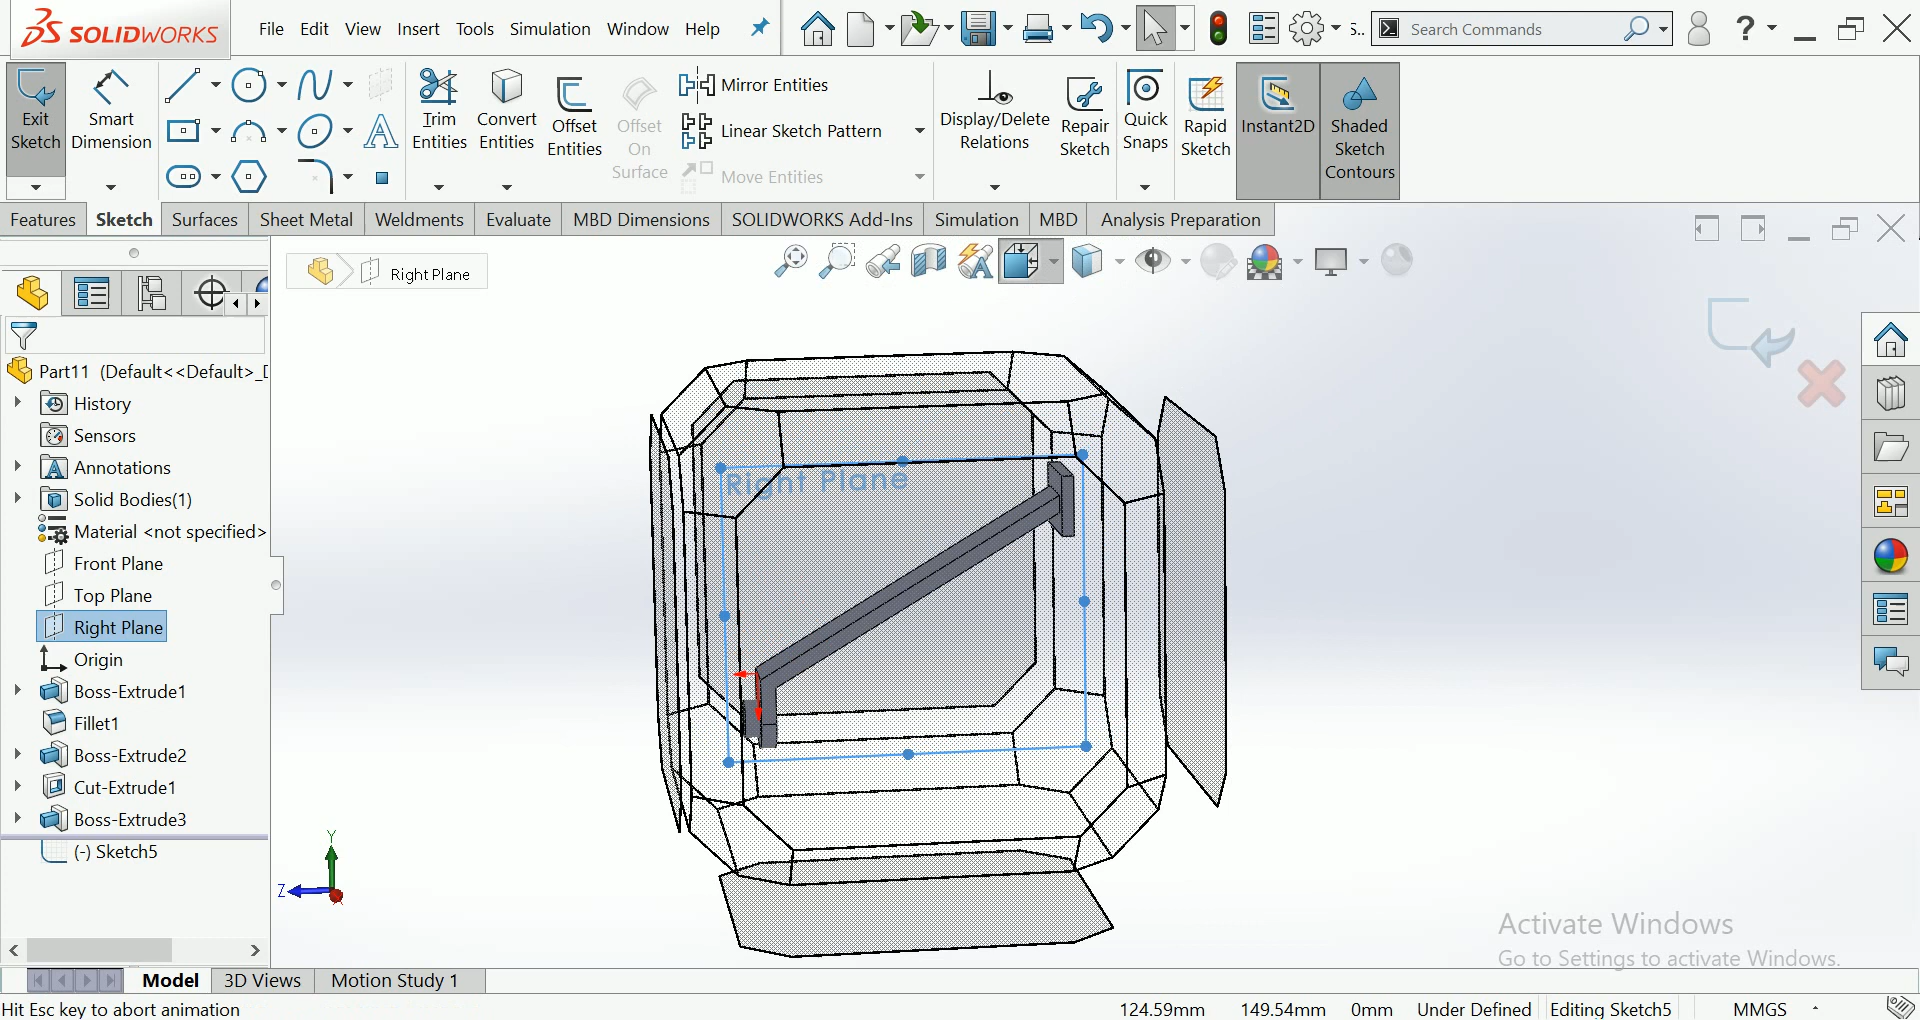 SOLIDWORKS
File Edit View Insert Tools Simulation Window Help
S..
Search Commands
?
Exit Sketch
Smart Dimension
Trim Entities
Convert Entities
Offset Entities
Offset On Surface
Mirror Entities
Linear Sketch Pattern
Move Entities
Display/Delete Relations
Repair Sketch
Quick Snaps
Rapid Sketch
Instant2D
Shaded Sketch Contours
Features Sketch Surfaces Sheet Metal Weldments Evaluate MBD Dimensions SOLIDWORKS Add-Ins Simulation MBD Analysis Preparation
Right Plane
Part11 (Default<<Default>_D
History
Sensors
Annotations
Solid Bodies(1)
Material <not specified>
Front Plane
Top Plane
Right Plane
Origin
Boss-Extrude1
Fillet1
Boss-Extrude2
Cut-Extrude1
Boss-Extrude3
(-) Sketch5
Right Plane
Y
Z
Activate Windows
Go to Settings to activate Windows.
Model 3D Views Motion Study 1
Hit Esc key to abort animation
124.59mm 149.54mm 0mm Under Defined Editing Sketch5 MMGS